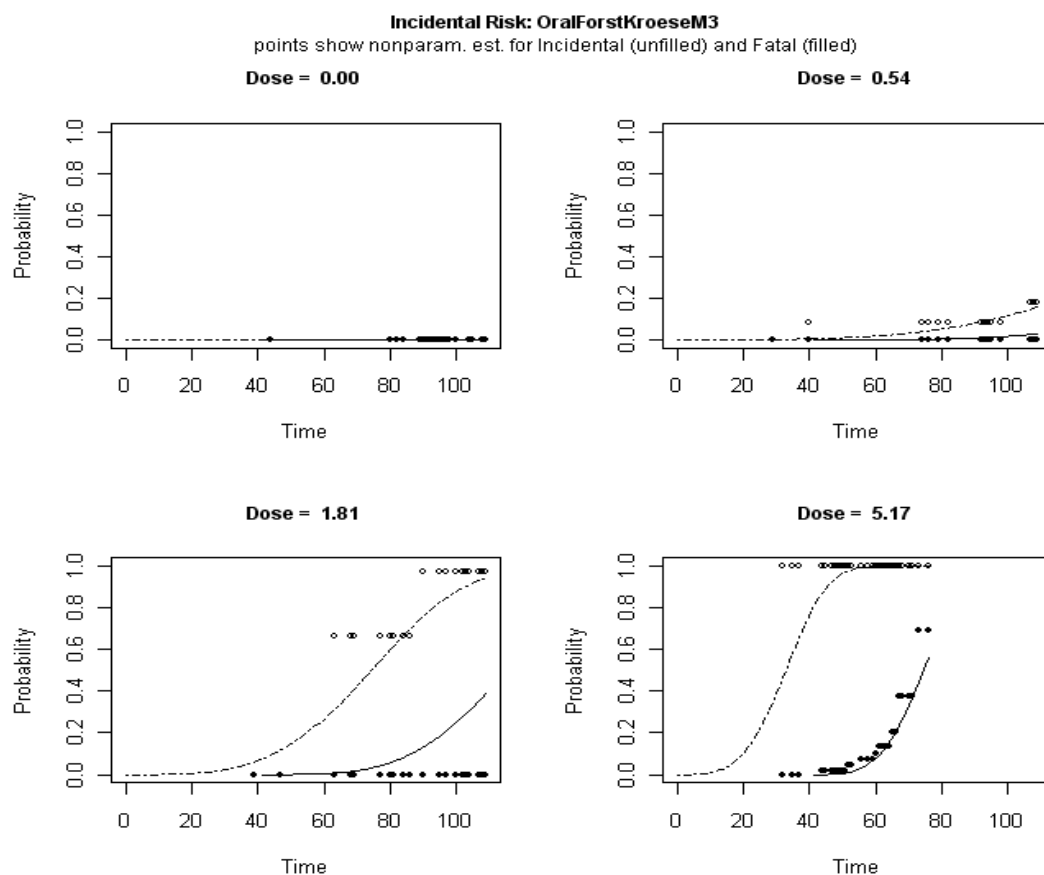 Incidental Risk: OralForstKroeseM3
points show nonparam. est. for Incidental (unfilled) and Fatal (filled)
Dose = 0.00
Probability
1.0
0.8
0.6
0.4
0.2
0.0
0 20 40 60 80 100
Time
Dose = 0.54
Probability
1.0
0.8
0.6
0.4
0.2
0.0
0 20 40 60 80 100
Time
Dose = 1.81
Probability
1.0
0.8
0.6
0.4
0.2
0.0
0 20 40 60 80 100
Time
Dose = 5.17
Probability
1.0
0.8
0.6
0.4
0.2
0.0
0 20 40 60 80 100
Time